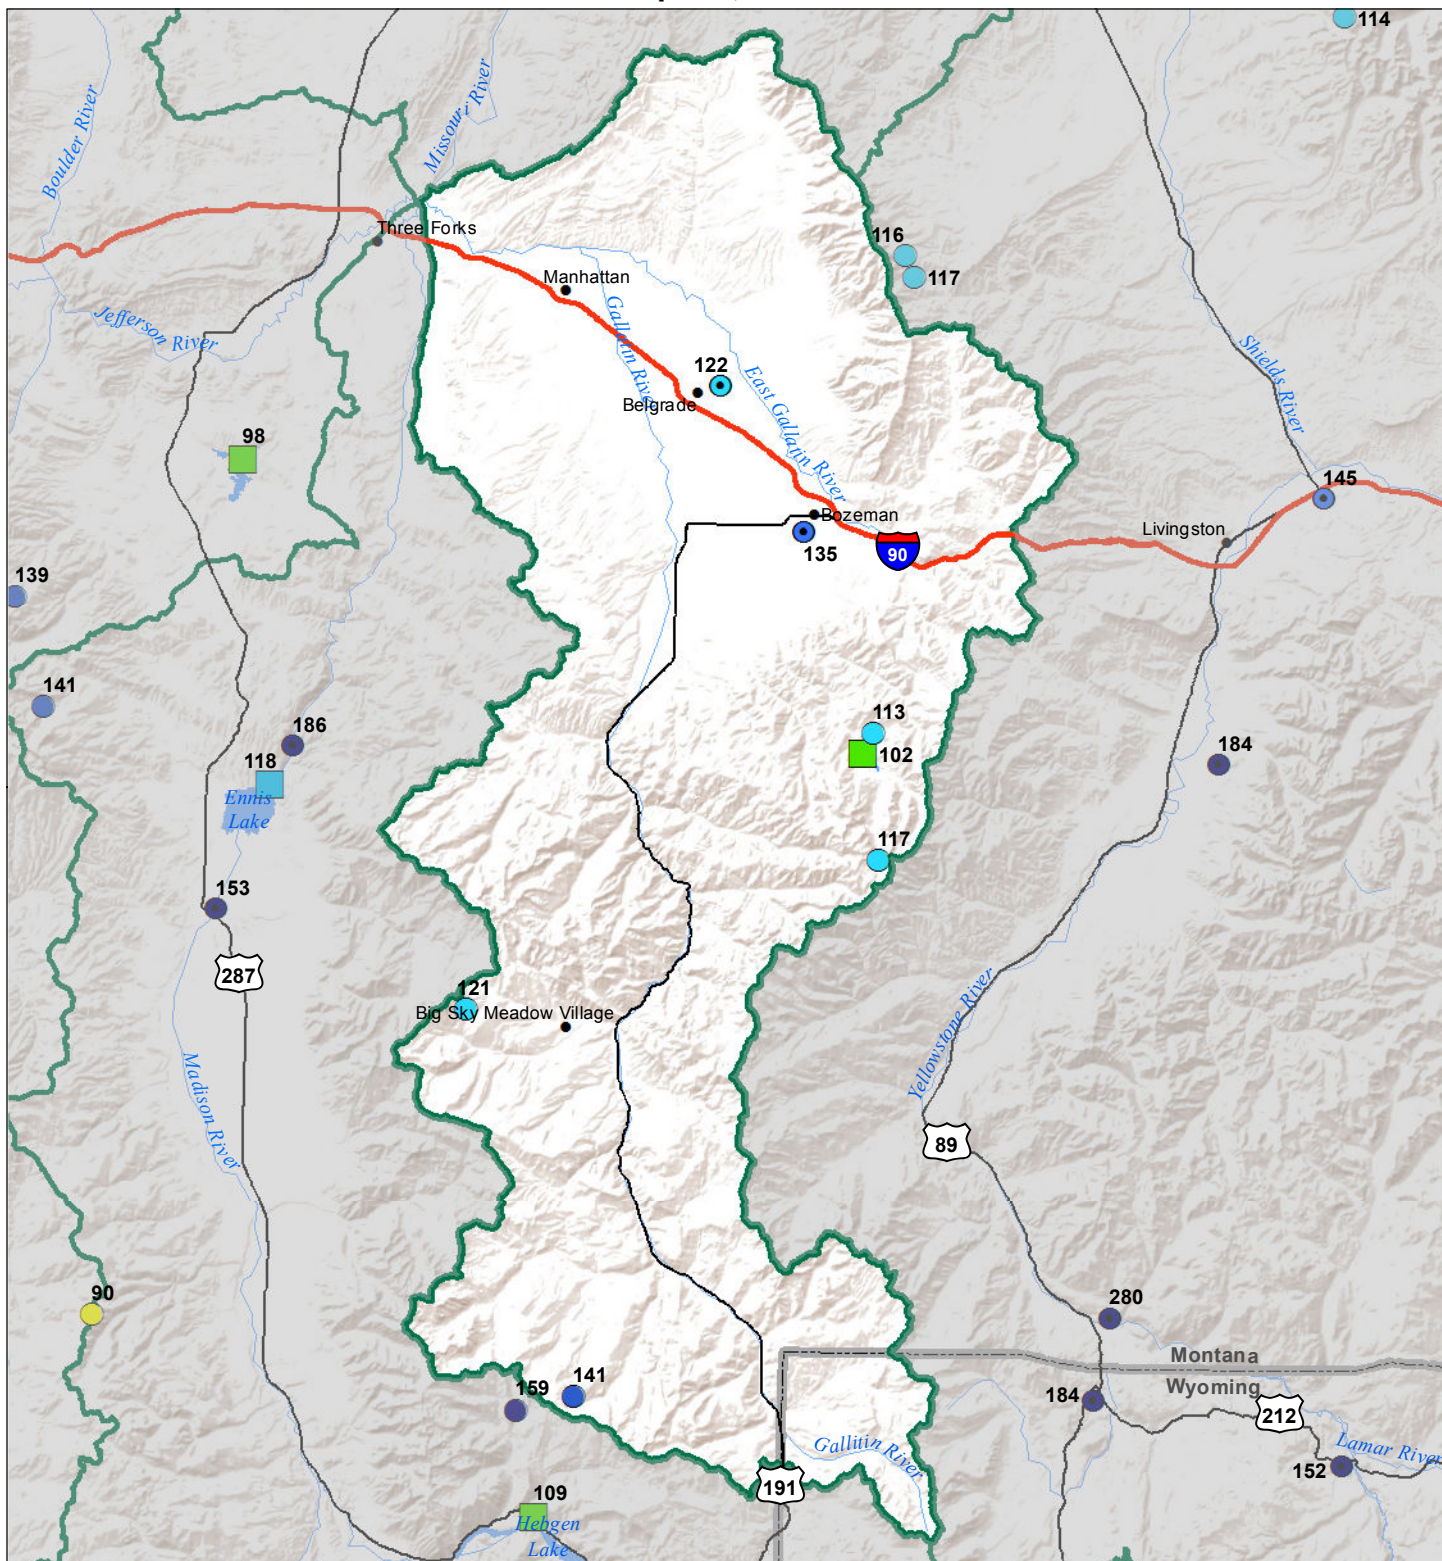 114
Missouri River
Boulder River
Three Forks
116
117
Manhattan
Jefferson River
Gallatin River
122
Belgrade
East Gallatin River
Shields River
98
145
Bozeman
135
90
Livingston
139
141
186
118
Ennis
Lake
113
102
184
117
153
287
121
Big Sky Meadow Village
Yellowstone River
Madison River
89
90
280
Montana
Wyoming
159
141
184
212
Gallitin River
Lamar River
191
152
109
Hebgen
Lake